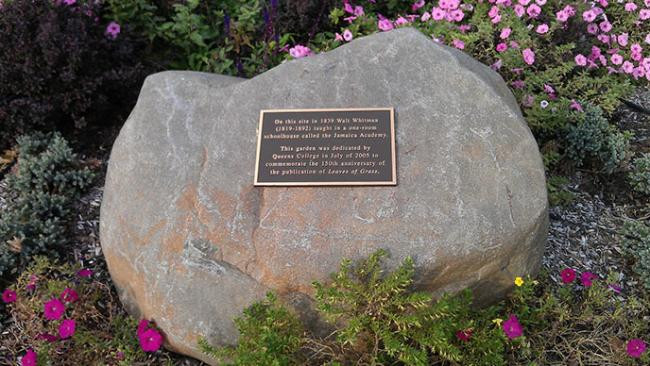 On this site in 1839 Walt Whitman
(1819-1892) taught in a one-room
schoolhouse called the Jamaica Academy.
This garden was dedicated by
Queens College in July of 2005 to
commemorate the 150th anniversary of
the publication of Leaves of Grass.